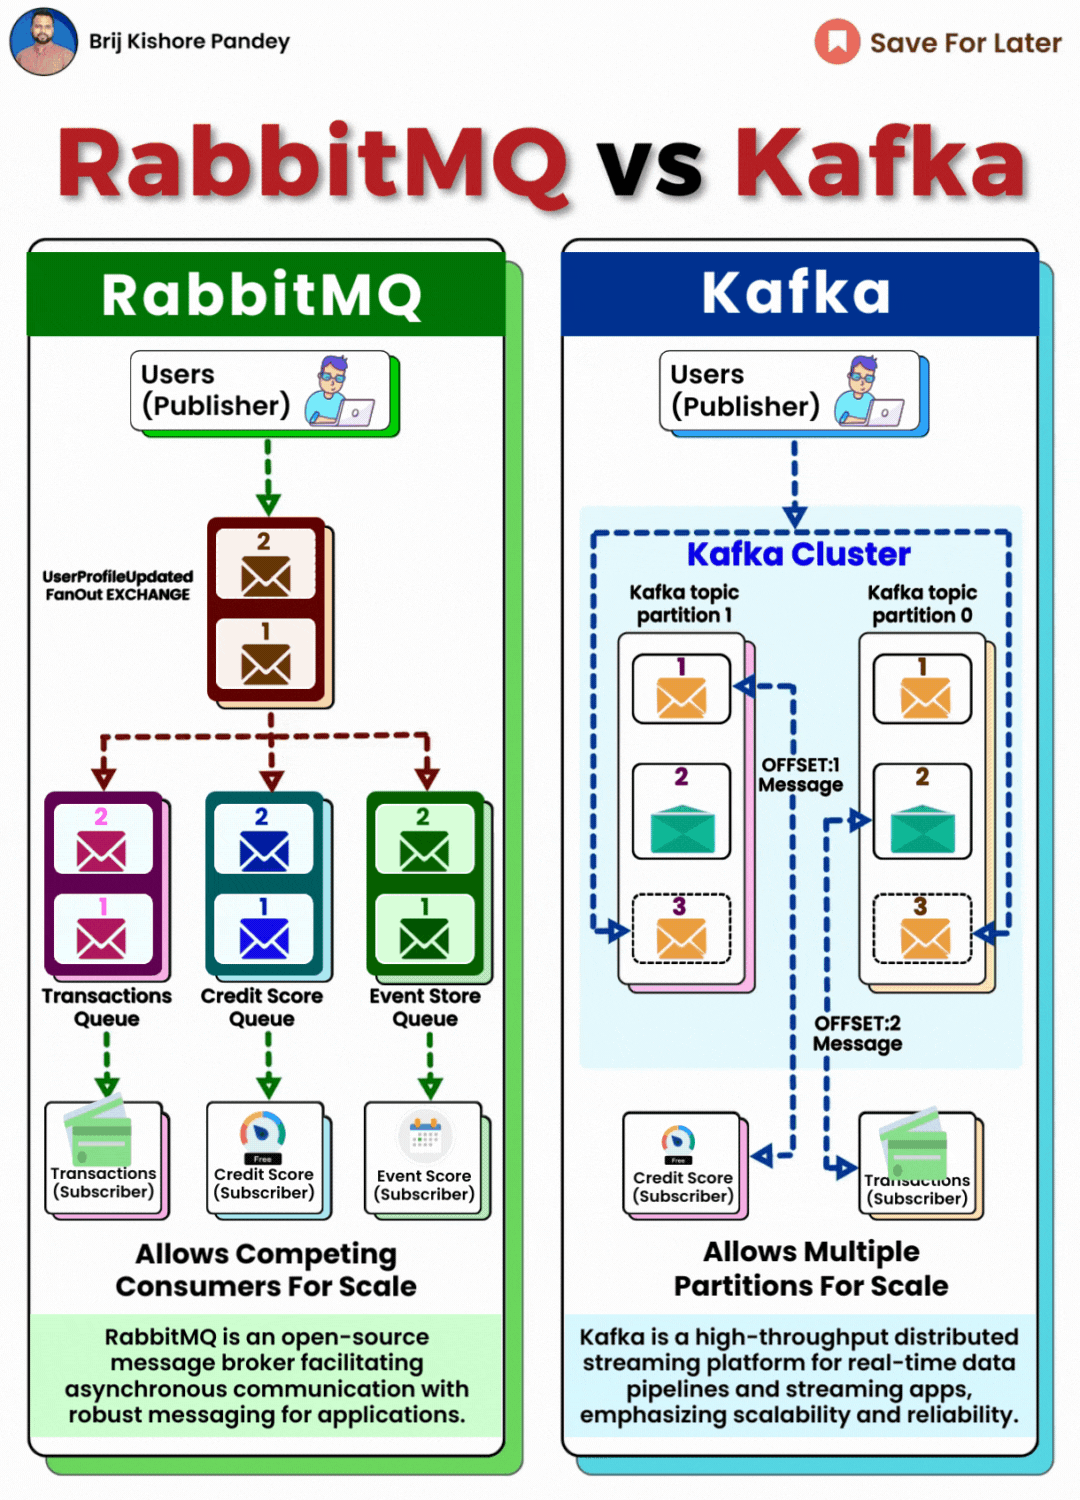 Brij Kishore Pandey
Save For Later
RabbitMQ vs Kafka
RabbitMQ
Users
(Publisher)
UserProfileUpdated
FanOut EXCHANGE
2
1
2
2
2
1
1
1
Transactions
Queue
Credit Score
Queue
Event Store
Queue
Free
Transactions
(Subscriber)
Credit Score
(Subscriber)
Event Score
(Subscriber)
Allows Competing
Consumers For Scale
RabbitMQ is an open-source
message broker facilitating
asynchronous communication with
robust messaging for applications.
Kafka
Users
(Publisher)
Kafka Cluster
Kafka topic
partition 1
Kafka topic
partition 0
1
1
OFFSET:1
Message
2
2
3
3
OFFSET:2
Message
Free
Credit Score
(Subscriber)
Transactions
(Subscriber)
Allows Multiple
Partitions For Scale
Kafka is a high-throughput distributed
streaming platform for real-time data
pipelines and streaming apps,
emphasizing scalability and reliability.